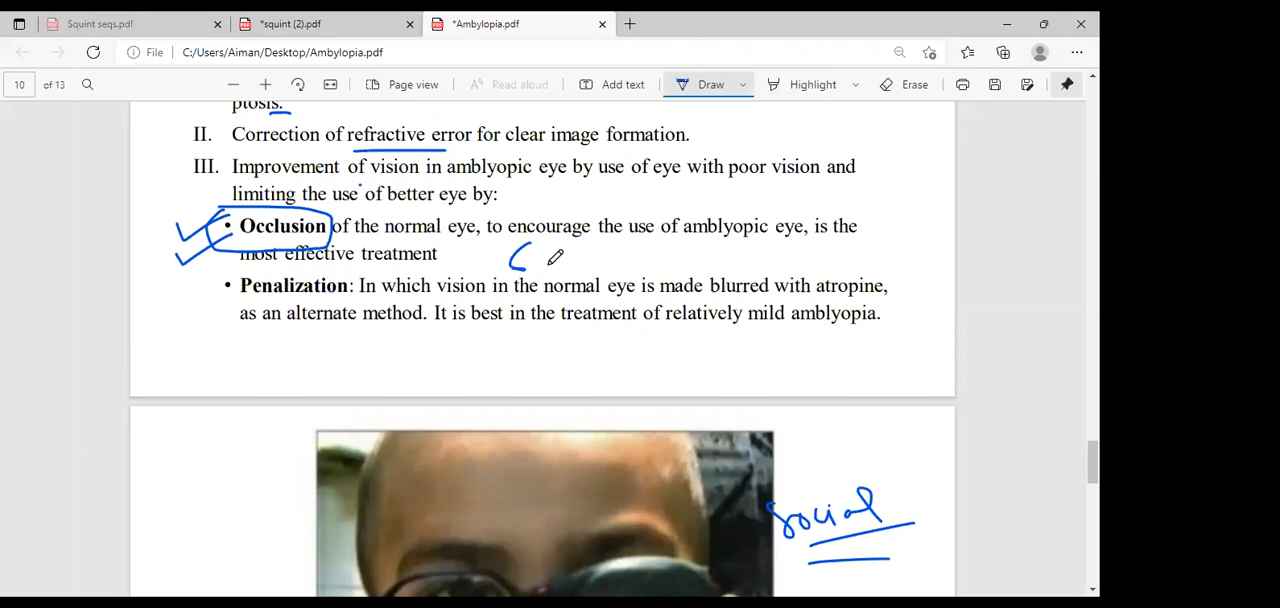 Squint seqs.pdf
*squint (2).pdf
*Ambylopia.pdf
File C:/Users/Aiman/Desktop/Ambylopia.pdf
10 of 13 Page view Read aloud Add text Draw Highlight Erase
ptosis.
II. Correction of refractive error for clear image formation.
III. Improvement of vision in amblyopic eye by use of eye with poor vision and
limiting the use of better eye by:
• Occlusion of the normal eye, to encourage the use of amblyopic eye, is the
most effective treatment
• Penalization: In which vision in the normal eye is made blurred with atropine,
as an alternate method. It is best in the treatment of relatively mild amblyopia.
social